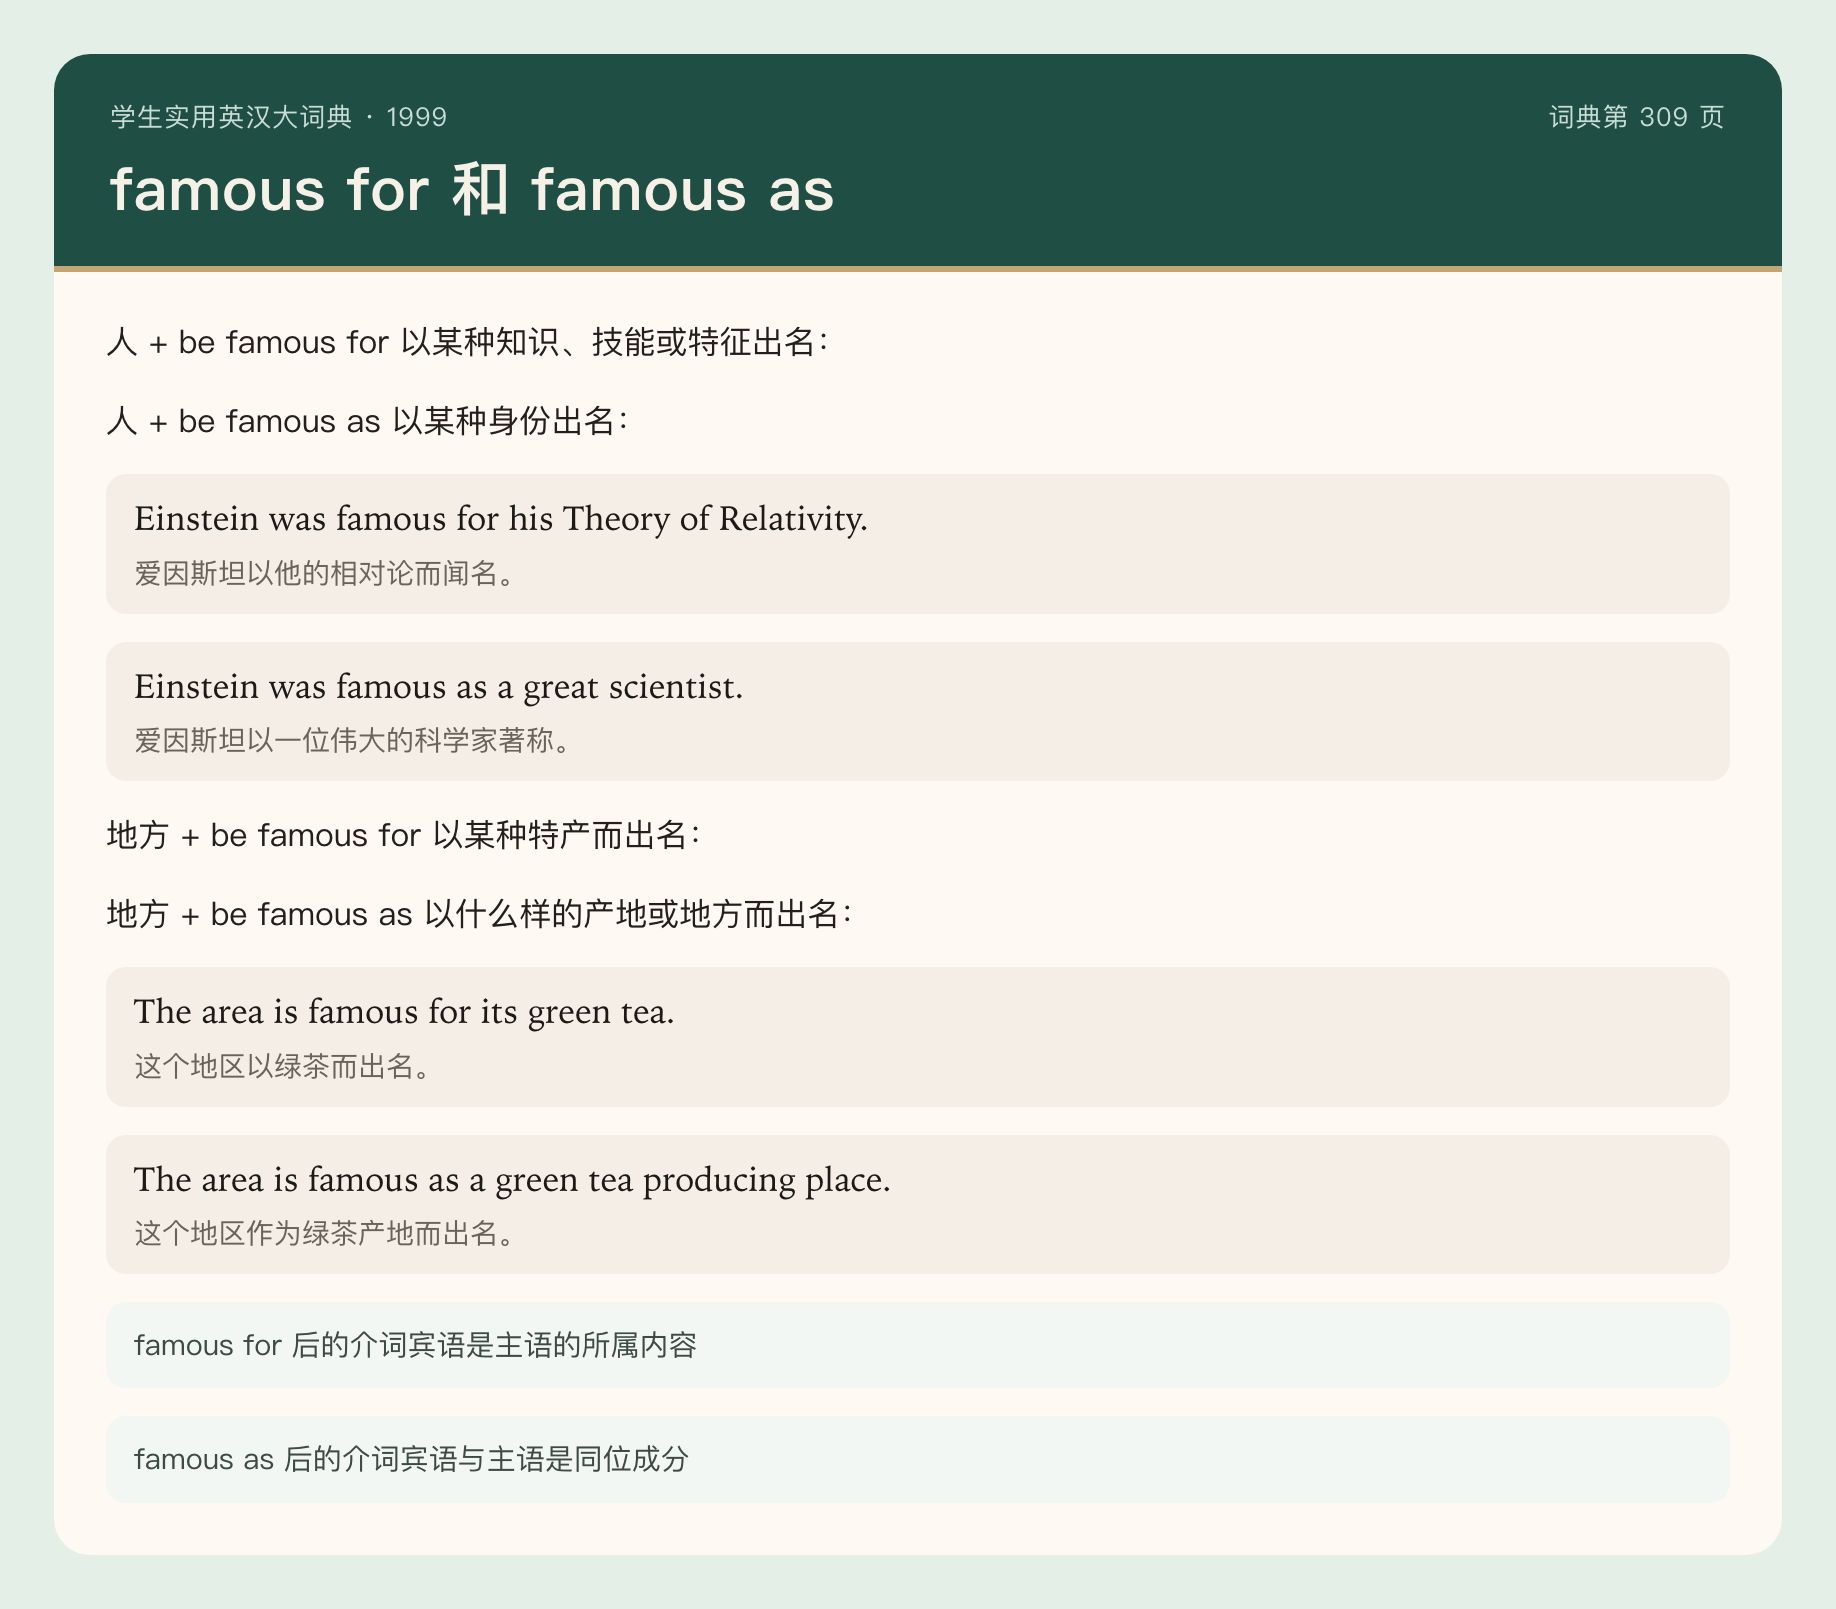 学生实用英汉大词典 · 1999
词典第 309 页
famous for 和 famous as
人 + be famous for 以某种知识、技能或特征出名：
人 + be famous as 以某种身份出名：
Einstein was famous for his Theory of Relativity.
爱因斯坦以他的相对论而闻名。
Einstein was famous as a great scientist.
爱因斯坦以一位伟大的科学家著称。
地方 + be famous for 以某种特产而出名：
地方 + be famous as 以什么样的产地或地方而出名：
The area is famous for its green tea.
这个地区以绿茶而出名。
The area is famous as a green tea producing place.
这个地区作为绿茶产地而出名。
famous for 后的介词宾语是主语的所属内容
famous as 后的介词宾语与主语是同位成分